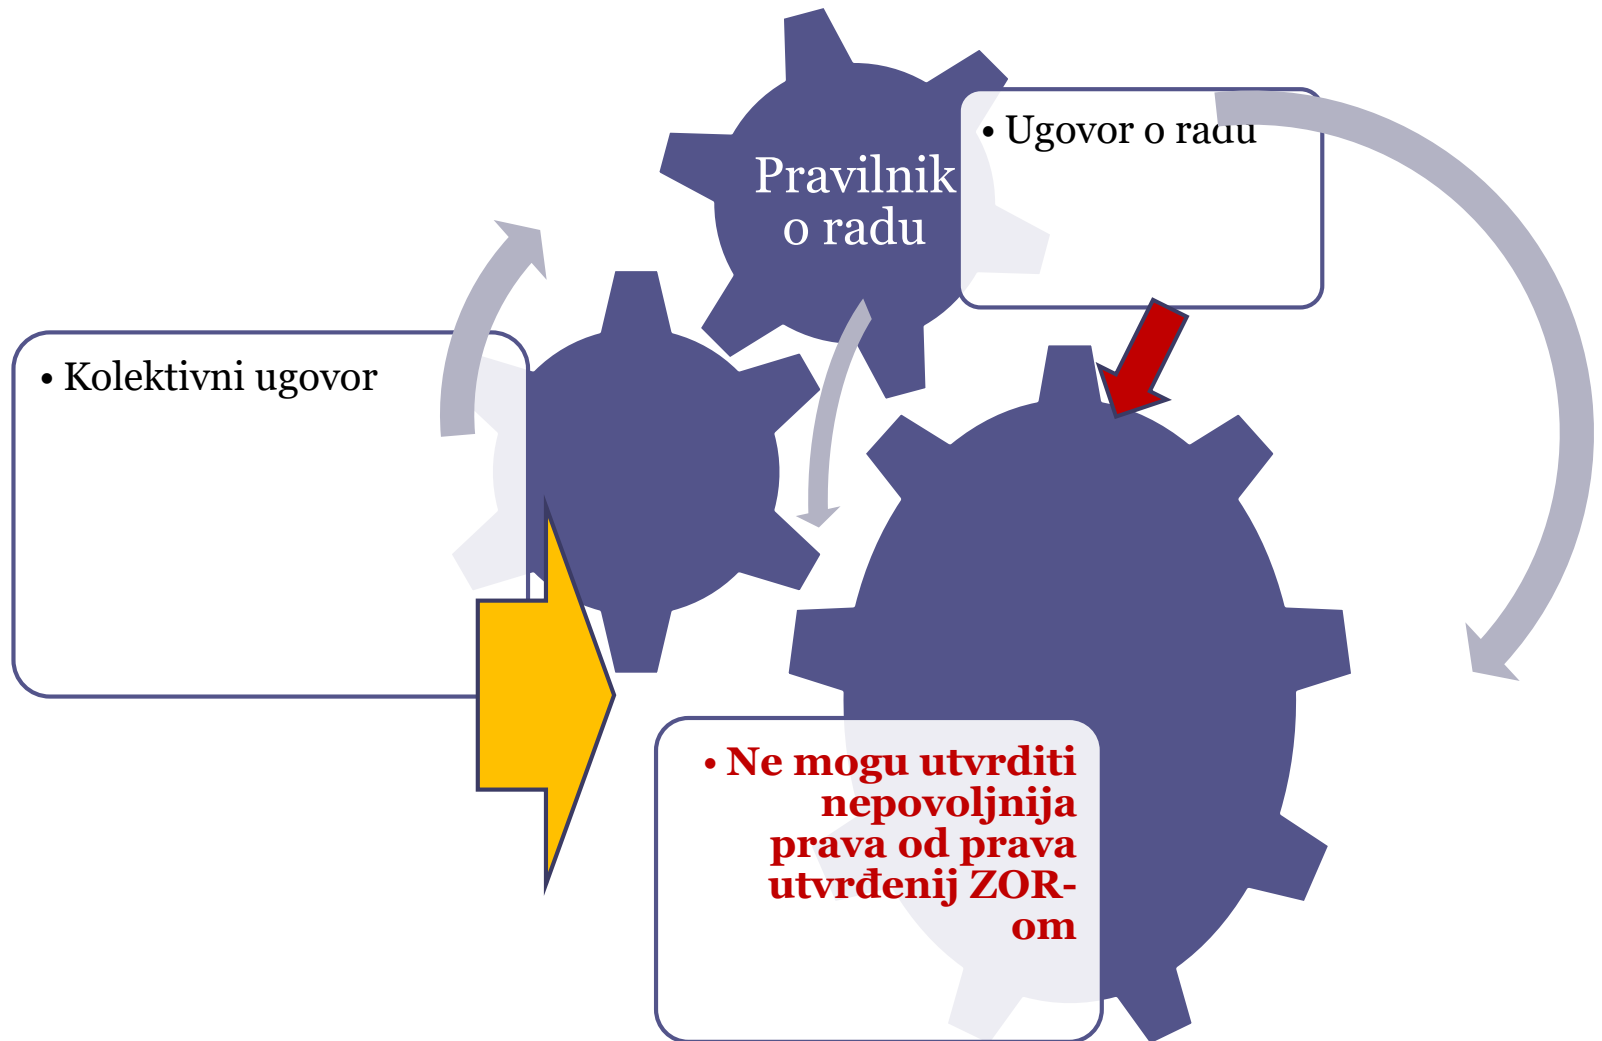 Pravilnik
o radu
• Ugovor o radu
• Kolektivni ugovor
• Ne mogu utvrditi
nepovoljnija
prava od prava
utvrđenij ZOR-
om